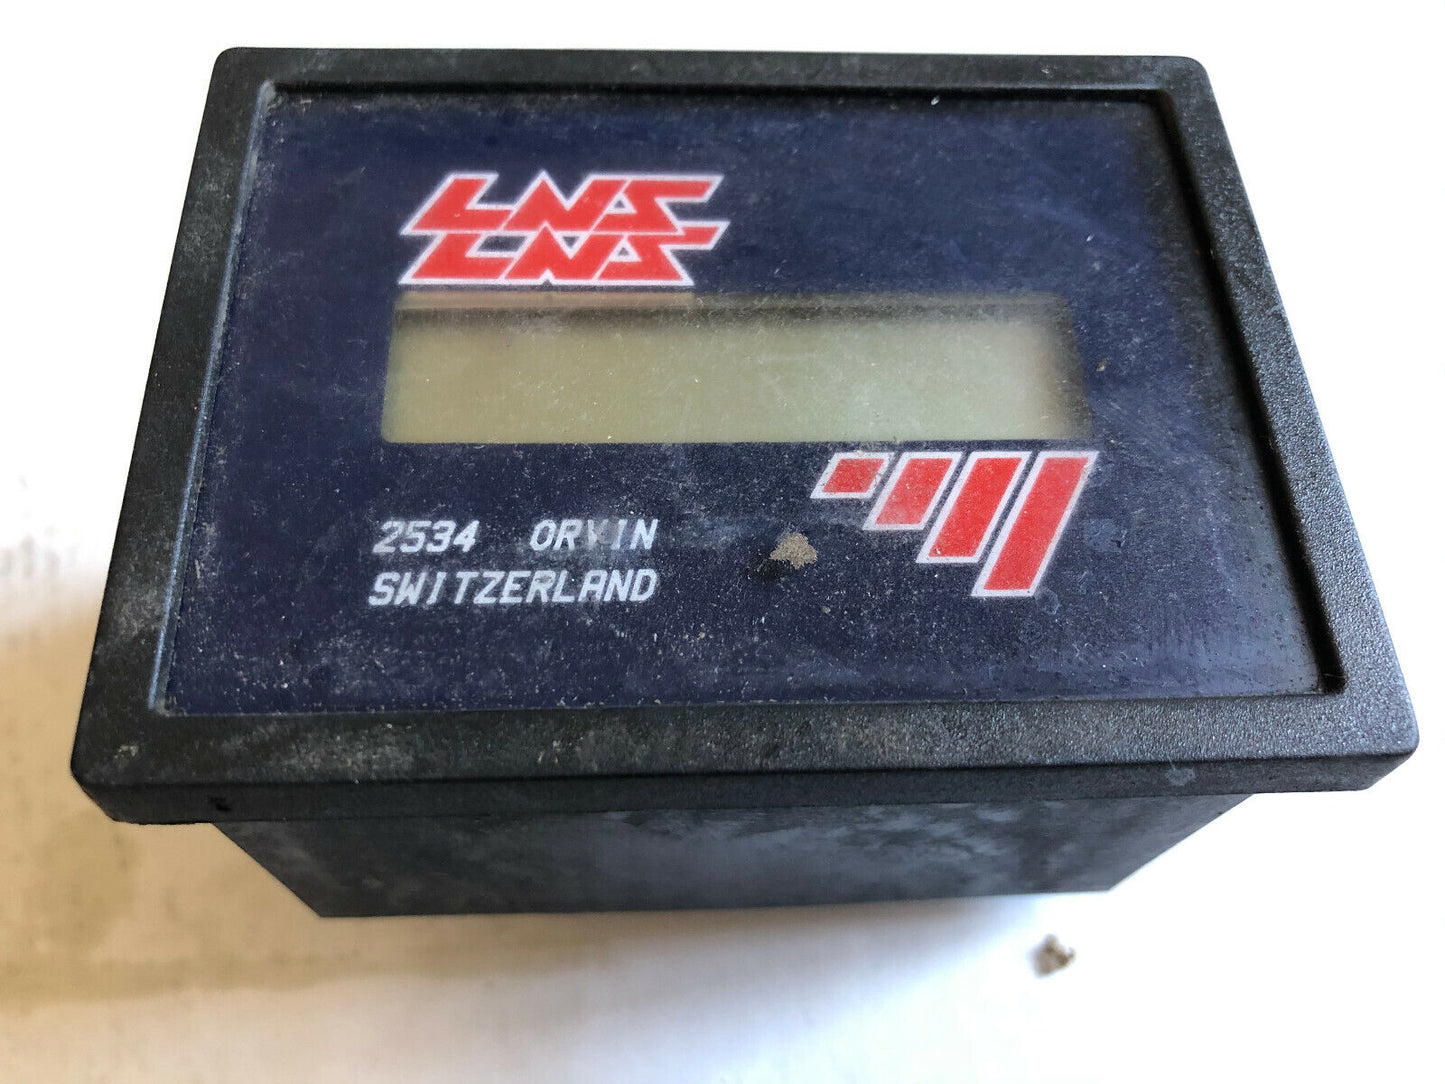 LNS
LNS
2534 ORVIN
SWITZERLAND